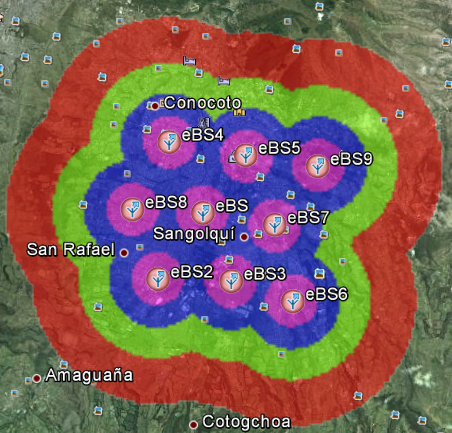 Conocoto
eBS4
eBS5
eBS9
eBS8
eBS
eBS7
Sangolquí
San Rafael
eBS2
eBS3
eBS6
Amaguaña
Cotogchoa